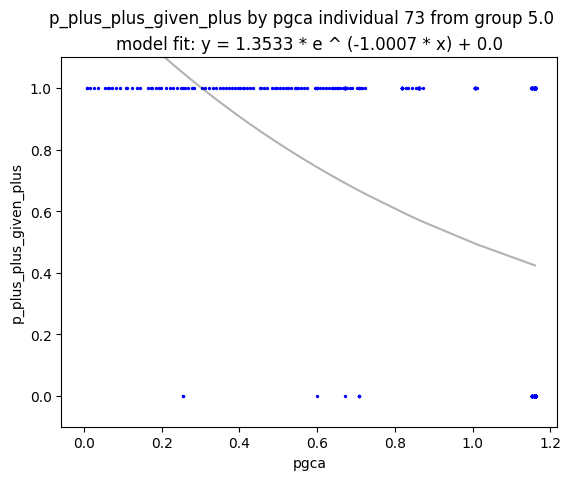 p_plus_plus_given_plus by pgca individual 73 from group 5.0
model fit: y = 1.3533 * e ^ (-1.0007 * x) + 0.0
1.0
0.8
0.6
0.4
0.2
0.0
p_plus_plus_given_plus
0.0 0.2 0.4 0.6 0.8 1.0 1.2
pgca